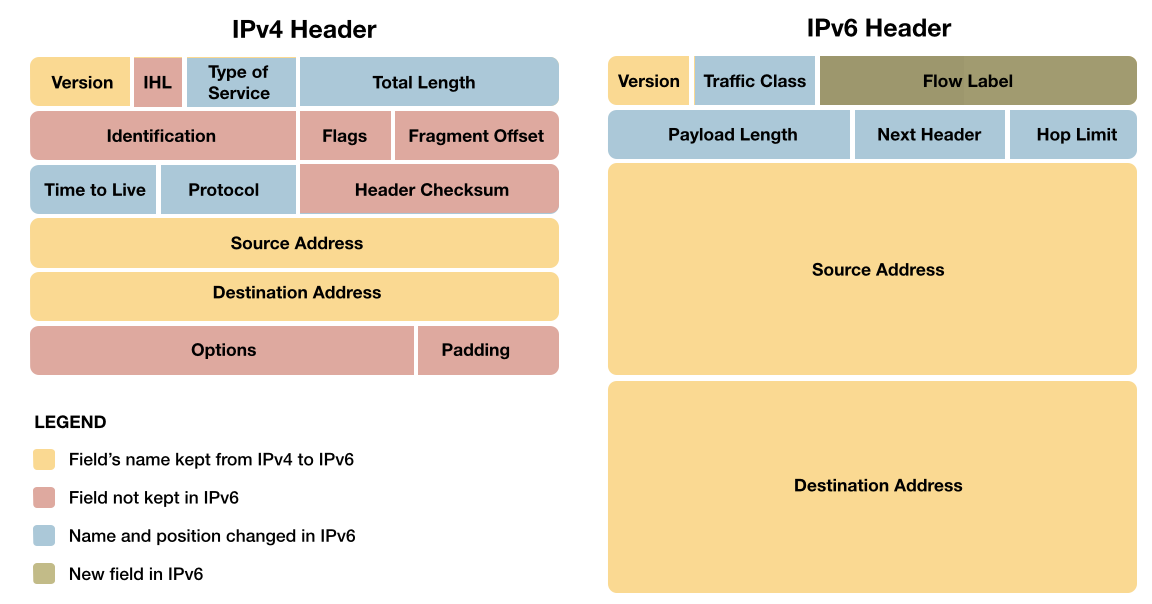 IPv4 Header
Version
IHL
Type of
Service
Total Length
Identification
Flags
Fragment Offset
Time to Live
Protocol
Header Checksum
Source Address
Destination Address
Options
Padding
LEGEND
Field’s name kept from IPv4 to IPv6
Field not kept in IPv6
Name and position changed in IPv6
New field in IPv6
IPv6 Header
Version
Traffic Class
Flow Label
Payload Length
Next Header
Hop Limit
Source Address
Destination Address